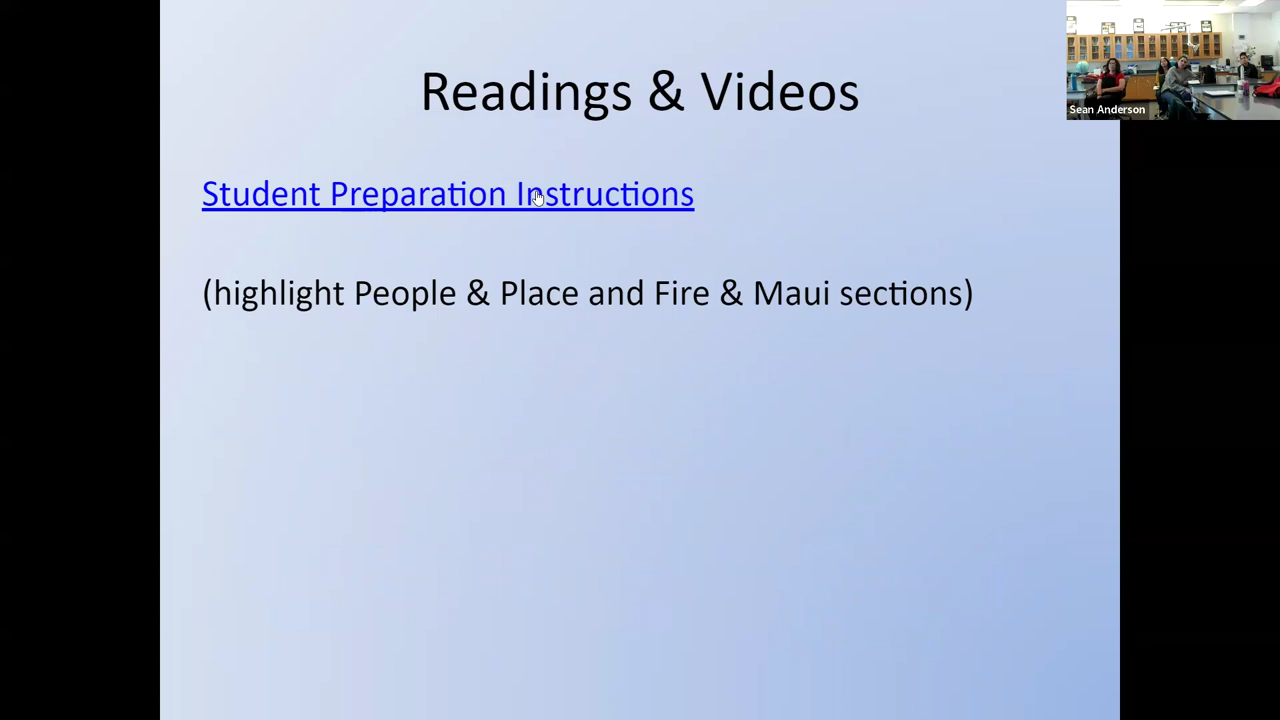 Readings & Videos
Student Preparation Instructions
(highlight People & Place and Fire & Maui sections)
Sean Anderson